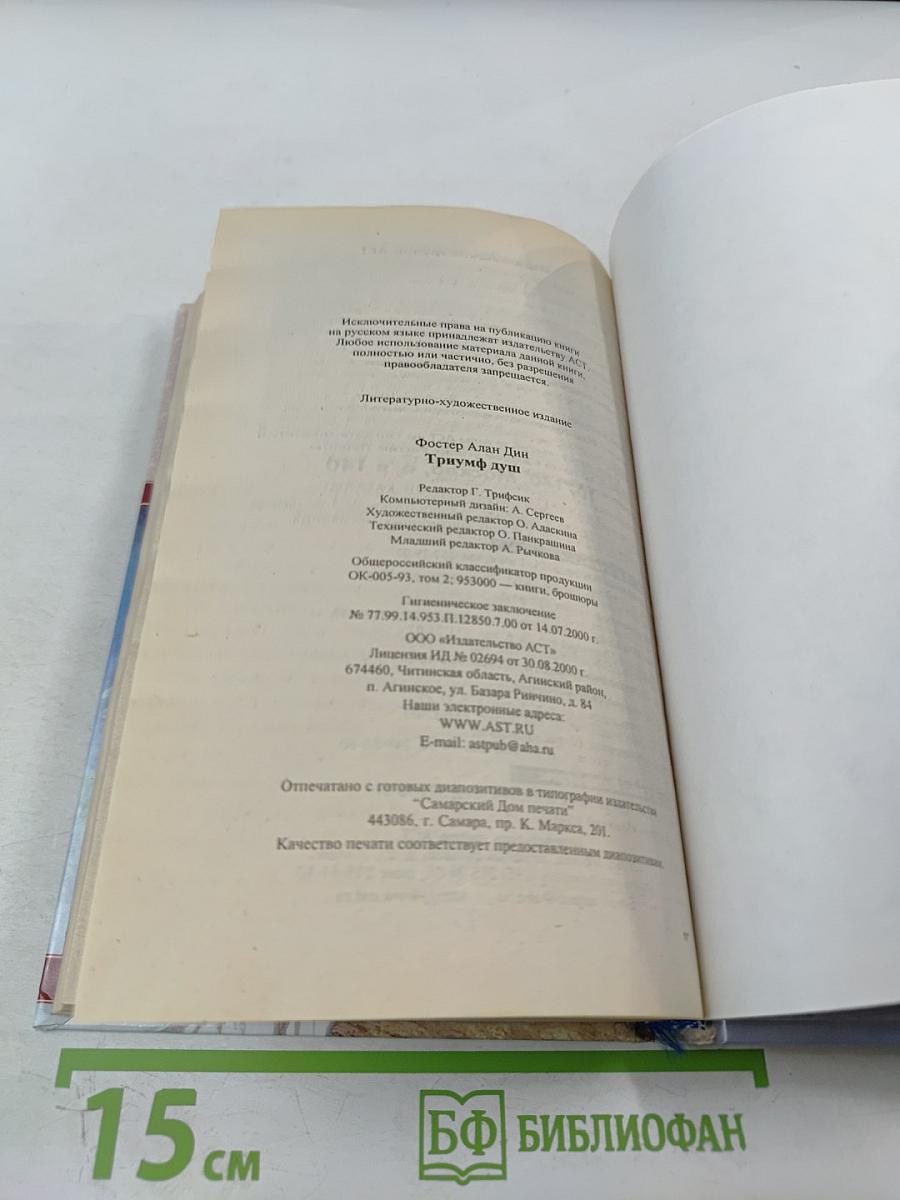 Исключительные права на публикацию книги
на русском языке принадлежат издательству АСТ.
Любое использование материала данной книги,
полностью или частично, без разрешения
правообладателя запрещается.
Литературно-художественное издание
Фостер Алан Дин
Триумф душ
Редактор Г. Трифсик
Компьютерный дизайн: А. Сергеев
Художественный редактор О. Адаскина
Технический редактор О. Панкрашина
Младший редактор А. Рычкова
Общероссийский классификатор продукции
ОК-005-93, том 2; 953000 — книги, брошюры
Гигиеническое заключение
№ 77.99.14.953.П.12850.7.00 от 14.07.2000 г.
ООО «Издательство АСТ»
Лицензия ИД № 02694 от 30.08.2000 г.
674460, Читинская область, Агинский район,
п. Агинское, ул. Базара Ринчино, д. 84
Наши электронные адреса:
WWW.AST.RU
E-mail: astpub@aha.ru
Отпечатано с готовых диапозитивов в типографии издательства
"Самарский Дом печати"
443086, г. Самара, пр. К. Маркса, 201.
Качество печати соответствует предоставленным диапозитивам.
15 см
БФ БИБЛИОФАН